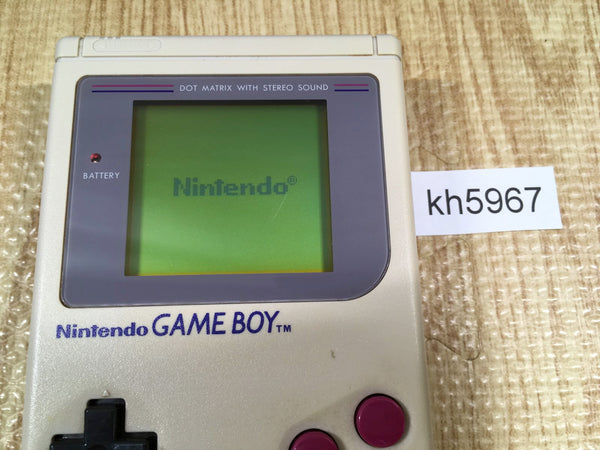 DOT MATRIX WITH STEREO SOUND
BATTERY
Nintendo®
kh5967
Nintendo GAME BOY™